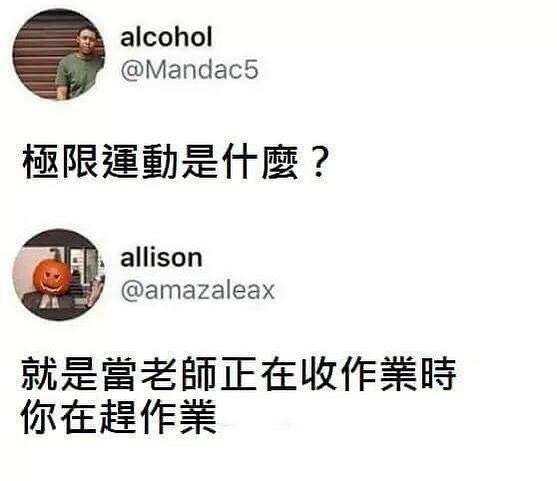 alcohol
@Mandac5
極限運動是什麼？
allison
@amazaleax
就是當老師正在收作業時
你在趕作業